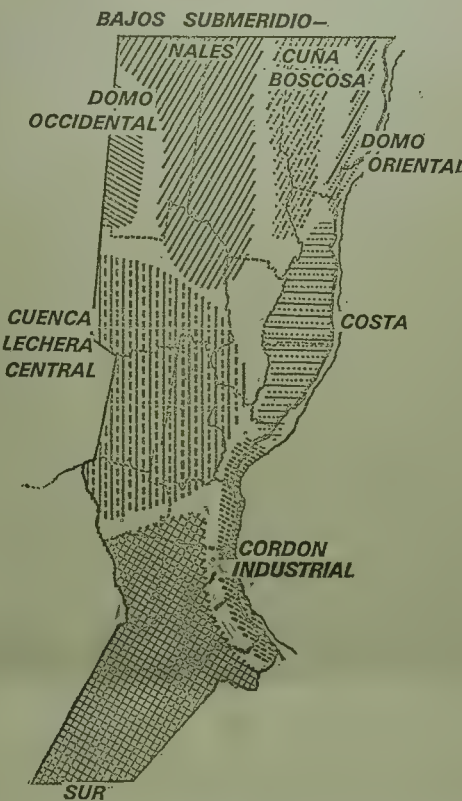 BAJOS SUBMERIDIO-
NALES
CUÑA
BOSCOSA
DOMO
OCCIDENTAL
DOMO
ORIENTAL
CUENCA
LECHERA
CENTRAL
COSTA
CORDON
INDUSTRIAL
SUR